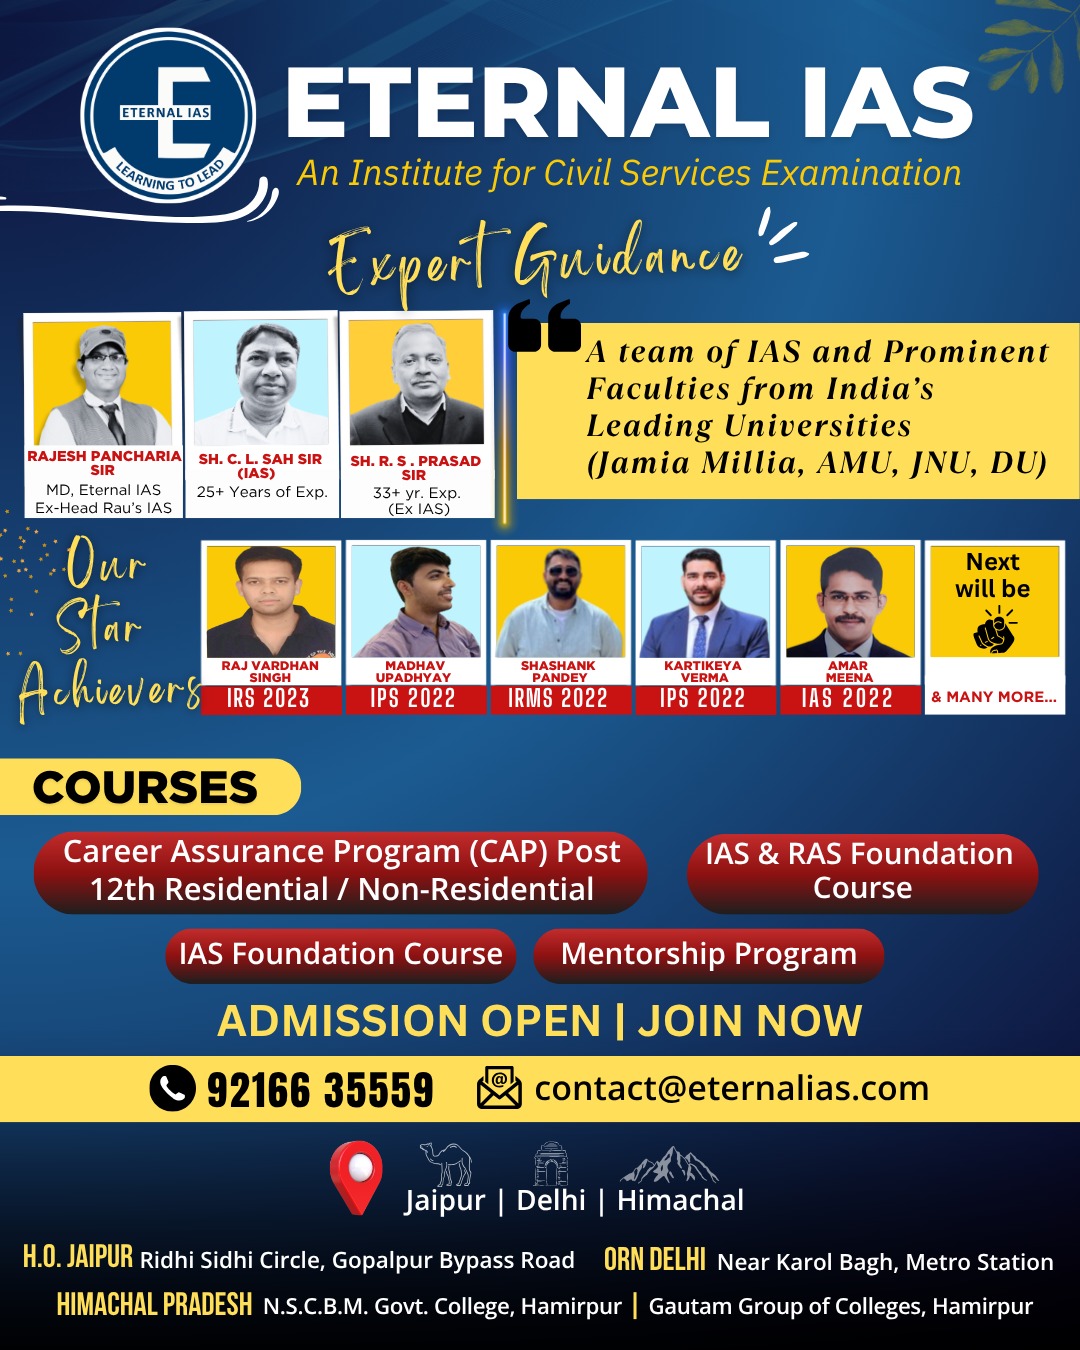 ETERNAL IAS
LEARNING TO LEAD
ETERNAL IAS
An Institute for Civil Services Examination
Expert Guidance
RAJESH PANCHARIA
SIR
MD, Eternal IAS
Ex-Head Rau's IAS
SH. C. L. SAH SIR
(IAS)
25+ Years of Exp.
SH. R. S . PRASAD
SIR
33+ yr. Exp.
(Ex IAS)
A team of IAS and Prominent
Faculties from India's
Leading Universities
(Jamia Millia, AMU, JNU, DU)
Our
Star
Achievers
RAJ VARDHAN
SINGH
IRS 2023
MADHAV
UPADHYAY
IPS 2022
SHASHANK
PANDEY
IRMS 2022
KARTIKEYA
VERMA
IPS 2022
AMAR
MEENA
IAS 2022
Next
will be
& MANY MORE...
COURSES
Career Assurance Program (CAP) Post
12th Residential / Non-Residential
IAS & RAS Foundation
Course
IAS Foundation Course
Mentorship Program
ADMISSION OPEN | JOIN NOW
92166 35559
contact@eternalias.com
Jaipur | Delhi | Himachal
H.O. JAIPUR Ridhi Sidhi Circle, Gopalpur Bypass Road
ORN DELHI Near Karol Bagh, Metro Station
HIMACHAL PRADESH N.S.C.B.M. Govt. College, Hamirpur | Gautam Group of Colleges, Hamirpur